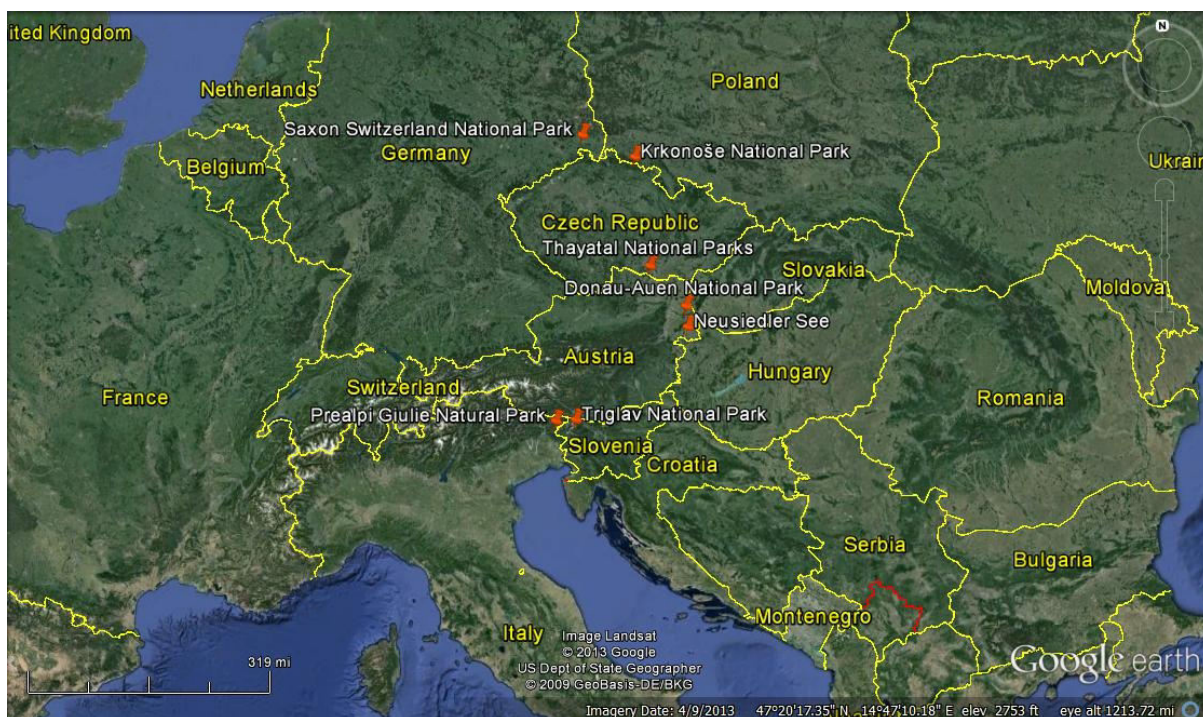 ited Kingdom
N
Netherlands
Poland
Saxon Switzerland National Park
Germany
Krkonoše National Park
Belgium
Ukrair
Czech Republic
Thayatal National Parks
Slovakia
Donau-Auen National Park
Moldova
Neusiedler See
Austria
Hungary
Switzerland
France
Romania
Prealpi Giulie Natural Park
Triglav National Park
Slovenia
Croatia
Serbia
Bulgaria
Montenegro
Italy
Image Landsat
© 2013 Google
US Dept of State Geographer
© 2009 GeoBasis-DE/BKG
319 mi
Google earth
Imagery Date: 4/9/2013 47°20'17.35" N 14°47'10.18" E elev 2753 ft eye alt 1213.72 mi